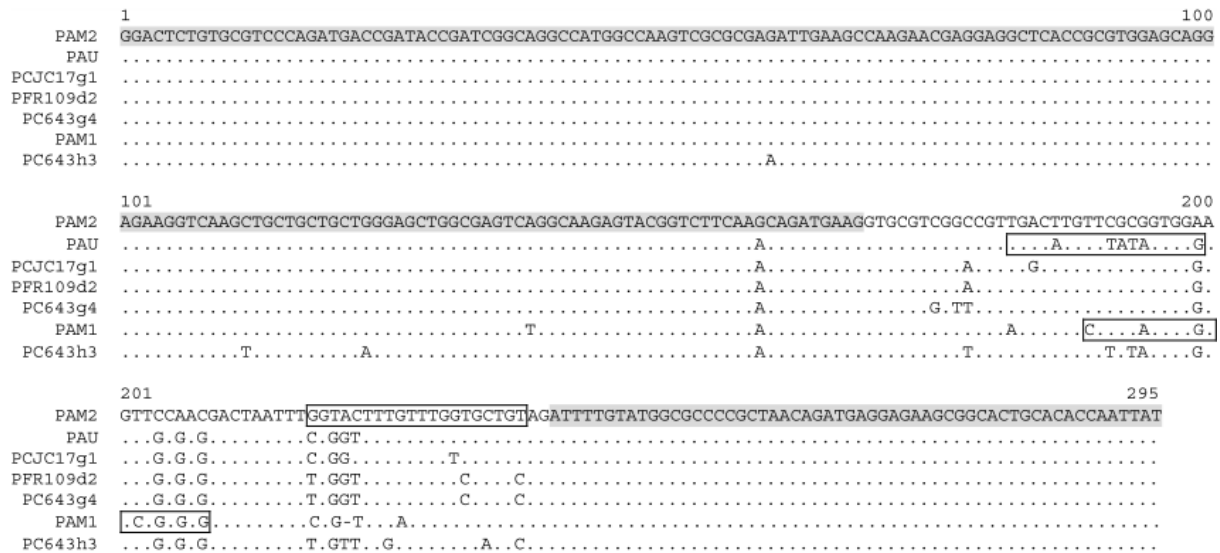 1 100
PAM2 GGACTCTGTGCGTCCCAGATGACCGATACCGATCGGCAGGCCATGGCCAAGTCGCGCGAGATTGAAGCCAAGAACGAGGAGGCTCACCGCGTGGAGCAGG
PAU ....................................................................................................
PCJC17g1 ....................................................................................................
PFR109d2 ....................................................................................................
PC643g4 ....................................................................................................
PAM1 ....................................................................................................
PC643h3 ...........................................................A........................................
101 200
PAM2 AGAAGGTCAAGCTGCTGCTGCTGGGAGCTGGCGAGTCAGGCAAGAGTACGGTCTTCAAGCAGATGAAGGTGCGTCGGCCGTTGACTTGTTCGCGGTGGAA
PAU ..........................................................A..........................A....TATA....G.
PCJC17g1 ..........................................................A..................A.....G..............G.
PFR109d2 ..........................................................A..................A....................G.
PC643g4 ..........................................................A...............G.TT....................G.
PAM1 .....................................T....................A......................A......C....A....G.
PC643h3 ...........T..........A...................................A..................T............T.TA....G.
201 295
PAM2 GTTCCAACGACTAATTTGGTACTTTGTTTGGTGCTGTAGATTTTGTATGGCGCCCCGCTAACAGATGAGGAGAAGCGGCACTGCACACCAATTAT
PAU ...G.G.G.........C.GGT.........................................................................
PCJC17g1 ...G.G.G.........C.GG.........T................................................................
PFR109d2 ...G.G.G.........T.GGT.........C....C..........................................................
PC643g4 ...G.G.G.........T.GGT.........C....C..........................................................
PAM1 .C.G.G.G.........C.G-T...A.....................................................................
PC643h3 ...G.G.G.........T.GTT..G........A..C..........................................................